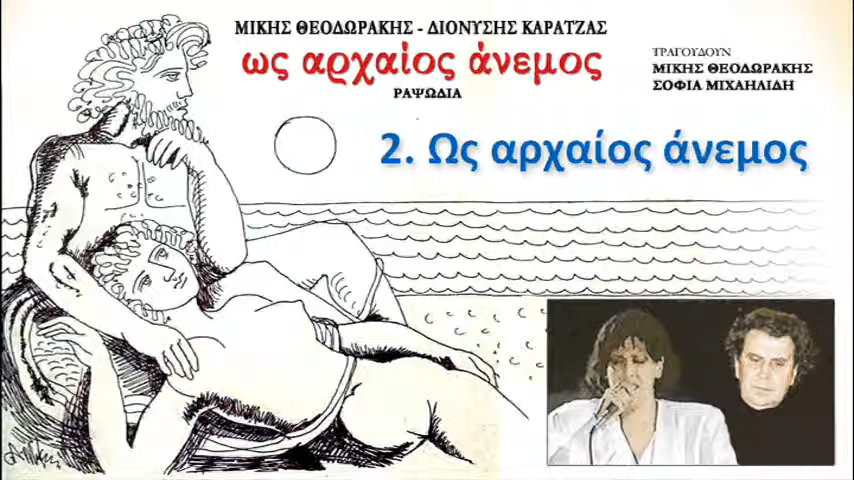 ΜΙΚΗΣ ΘΕΟΔΩΡΑΚΗΣ - ΔΙΟΝΥΣΗΣ ΚΑΡΑΤΖΑΣ
ως αρχαίος άνεμος
ΡΑΨΩΔΙΑ
ΤΡΑΓΟΥΔΟΥΝ
ΜΙΚΗΣ ΘΕΟΔΩΡΑΚΗΣ
ΣΟΦΙΑ ΜΙΧΑΗΛΙΔΗ
2. Ως αρχαίος άνεμος